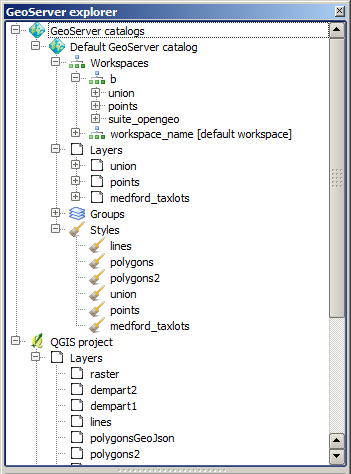 GeoServer explorer
GeoServer catalogs
Default GeoServer catalog
Workspaces
b
union
points
suite_opengeo
workspace_name [default workspace]
Layers
union
points
medford_taxlots
Groups
Styles
lines
polygons
polygons2
union
points
medford_taxlots
QGIS project
Layers
raster
dempart2
dempart1
lines
polygonsGeoJson
polygons2